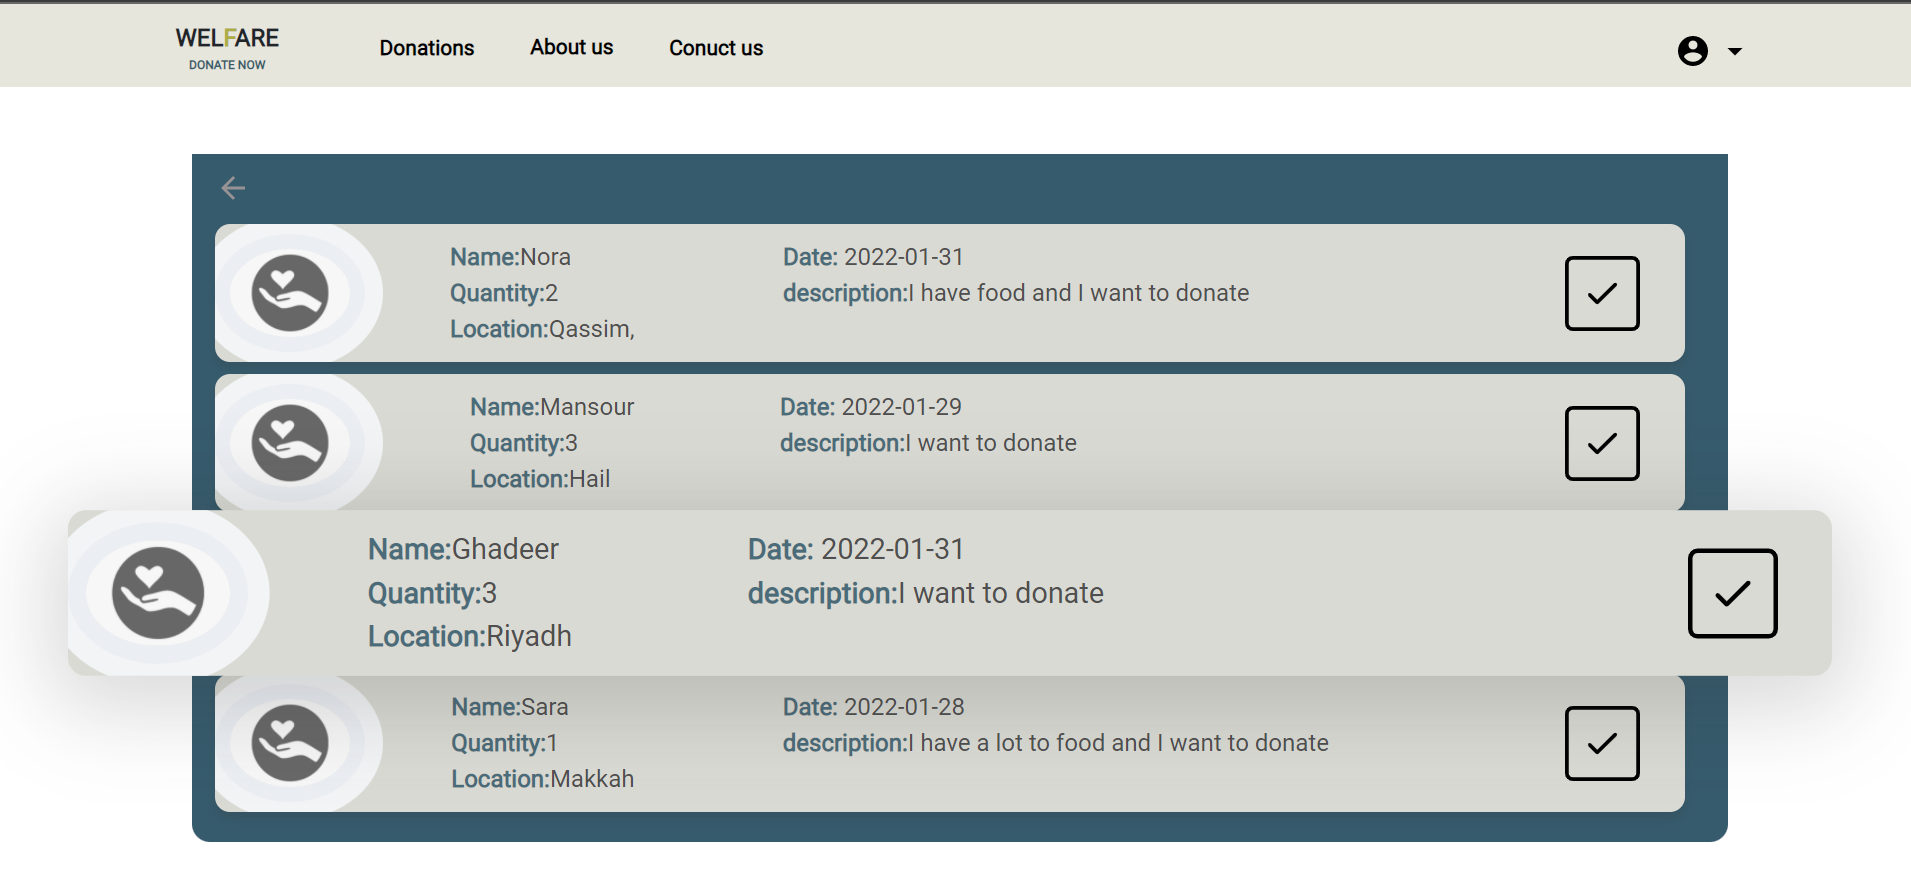 WELFARE
DONATE NOW
Donations
About us
Conuct us
Name:Nora
Quantity:2
Location:Qassim,
Date: 2022-01-31
description:I have food and I want to donate
Name:Mansour
Quantity:3
Location:Hail
Date: 2022-01-29
description:I want to donate
Name:Ghadeer
Quantity:3
Location:Riyadh
Date: 2022-01-31
description:I want to donate
Name:Sara
Quantity:1
Location:Makkah
Date: 2022-01-28
description:I have a lot to food and I want to donate